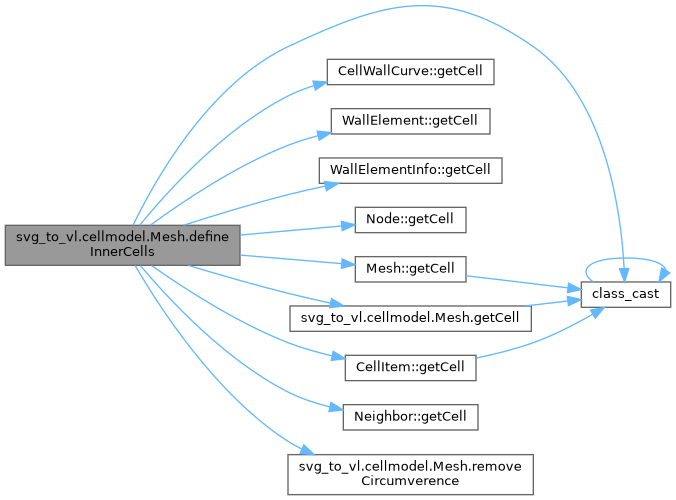 CellWallCurve::getCell
WallElement::getCell
WallElementInfo::getCell
Node::getCell
svg_to_vl.cellmodel.Mesh.define
InnerCells
Mesh::getCell
class_cast
svg_to_vl.cellmodel.Mesh.getCell
CellItem::getCell
Neighbor::getCell
svg_to_vl.cellmodel.Mesh.remove
Circumverence